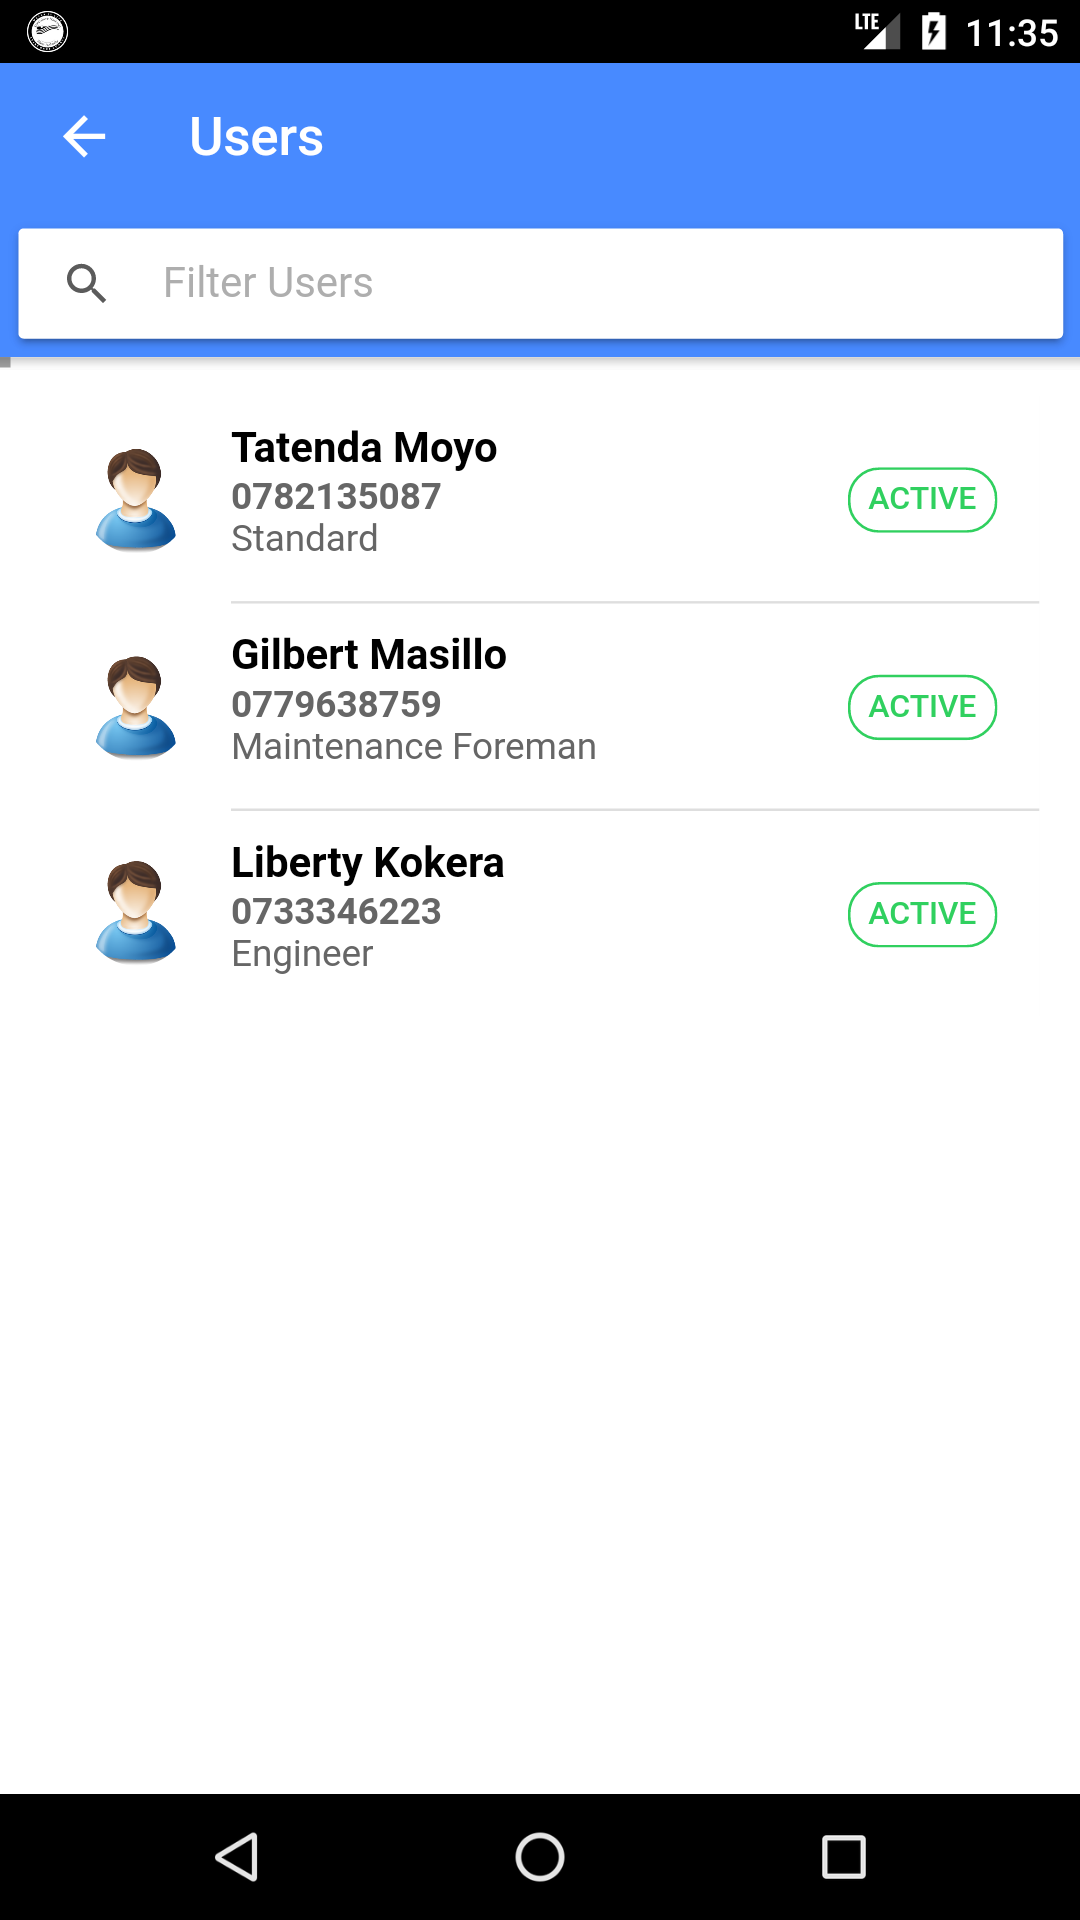 LTE 11:35
Users
Filter Users
Tatenda Moyo
0782135087
Standard
ACTIVE
Gilbert Masillo
0779638759
Maintenance Foreman
ACTIVE
Liberty Kokera
0733346223
Engineer
ACTIVE